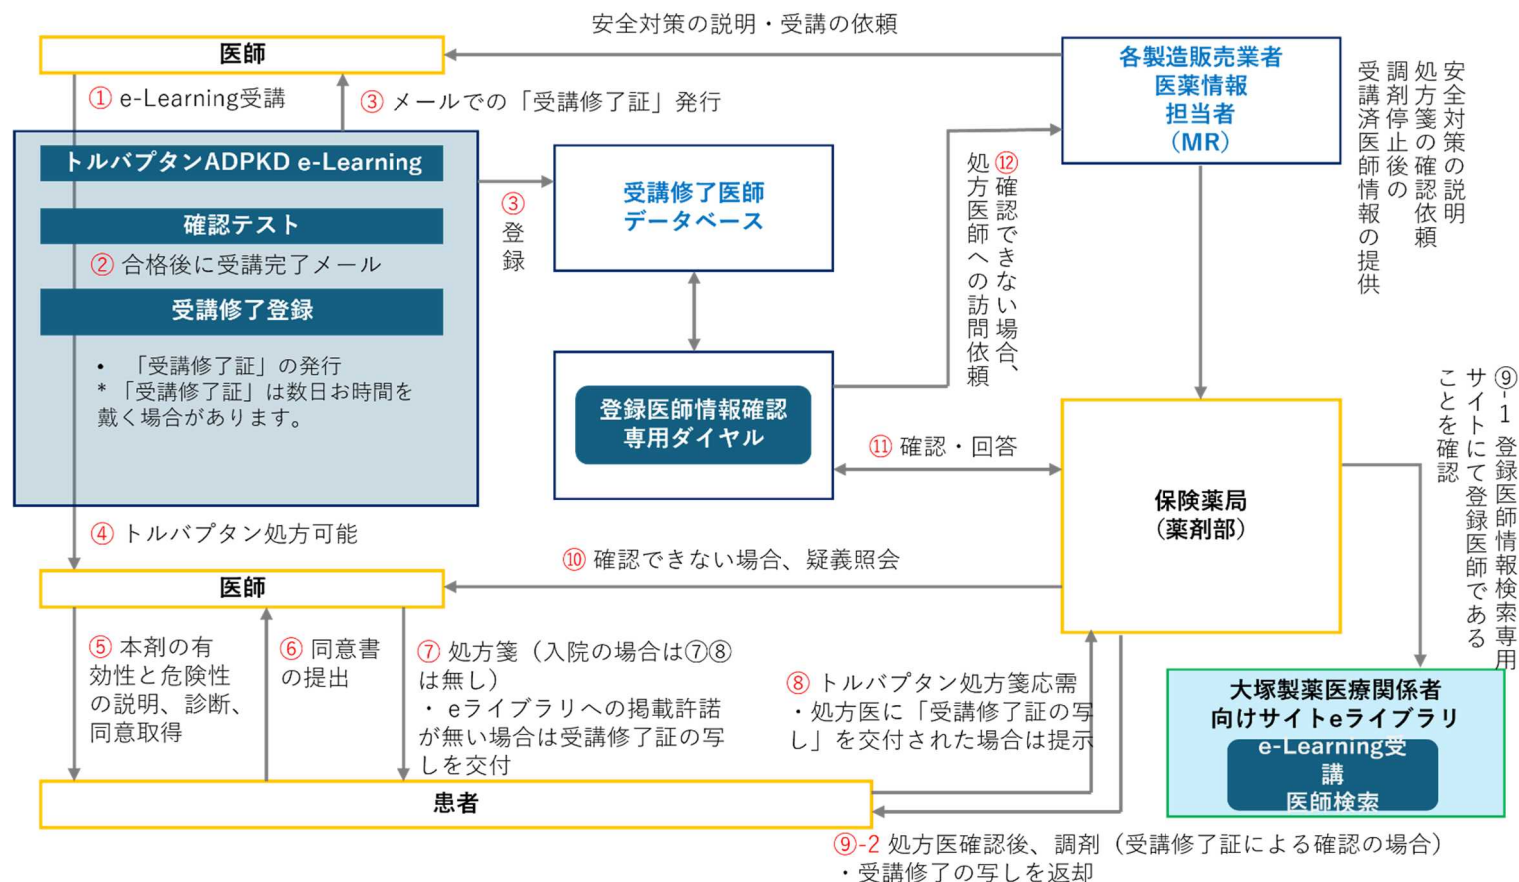 安全対策の説明・受講の依頼
医師
各製造販売業者
医薬情報
担当者
（MR）
安全対策の説明
処方箋の確認依頼
調剤停止後の
受講済医師情報の提供
① e-Learning受講
③ メールでの「受講修了証」発行
トルバプタンADPKD e-Learning
確認テスト
② 合格後に受講完了メール
受講修了登録
• 「受講修了証」の発行
* 「受講修了証」は数日お時間を
戴く場合があります。
③登録
受講修了医師
データベース
⑫確認できない場合、
処方医師への訪問依頼
登録医師情報確認
専用ダイヤル
⑪ 確認・回答
保険薬局
（薬剤部）
⑨-1 登録医師情報検索専用
サイトにて登録医師である
ことを確認
④ トルバプタン処方可能
⑩ 確認できない場合、疑義照会
医師
⑤ 本剤の有
効性と危険性
の説明、診断、
同意取得
⑥ 同意書
の提出
⑦ 処方箋（入院の場合は⑦⑧
は無し）
・ eライブラリへの掲載許諾
が無い場合は受講修了証の写
しを交付
⑧ トルバプタン処方箋応需
・処方医に「受講修了証の写
し」を交付された場合は提示
大塚製薬医療関係者
向けサイトeライブラリ
e-Learning受
講
医師検索
患者
⑨-2 処方医確認後、調剤（受講修了証による確認の場合）
・受講修了の写しを返却